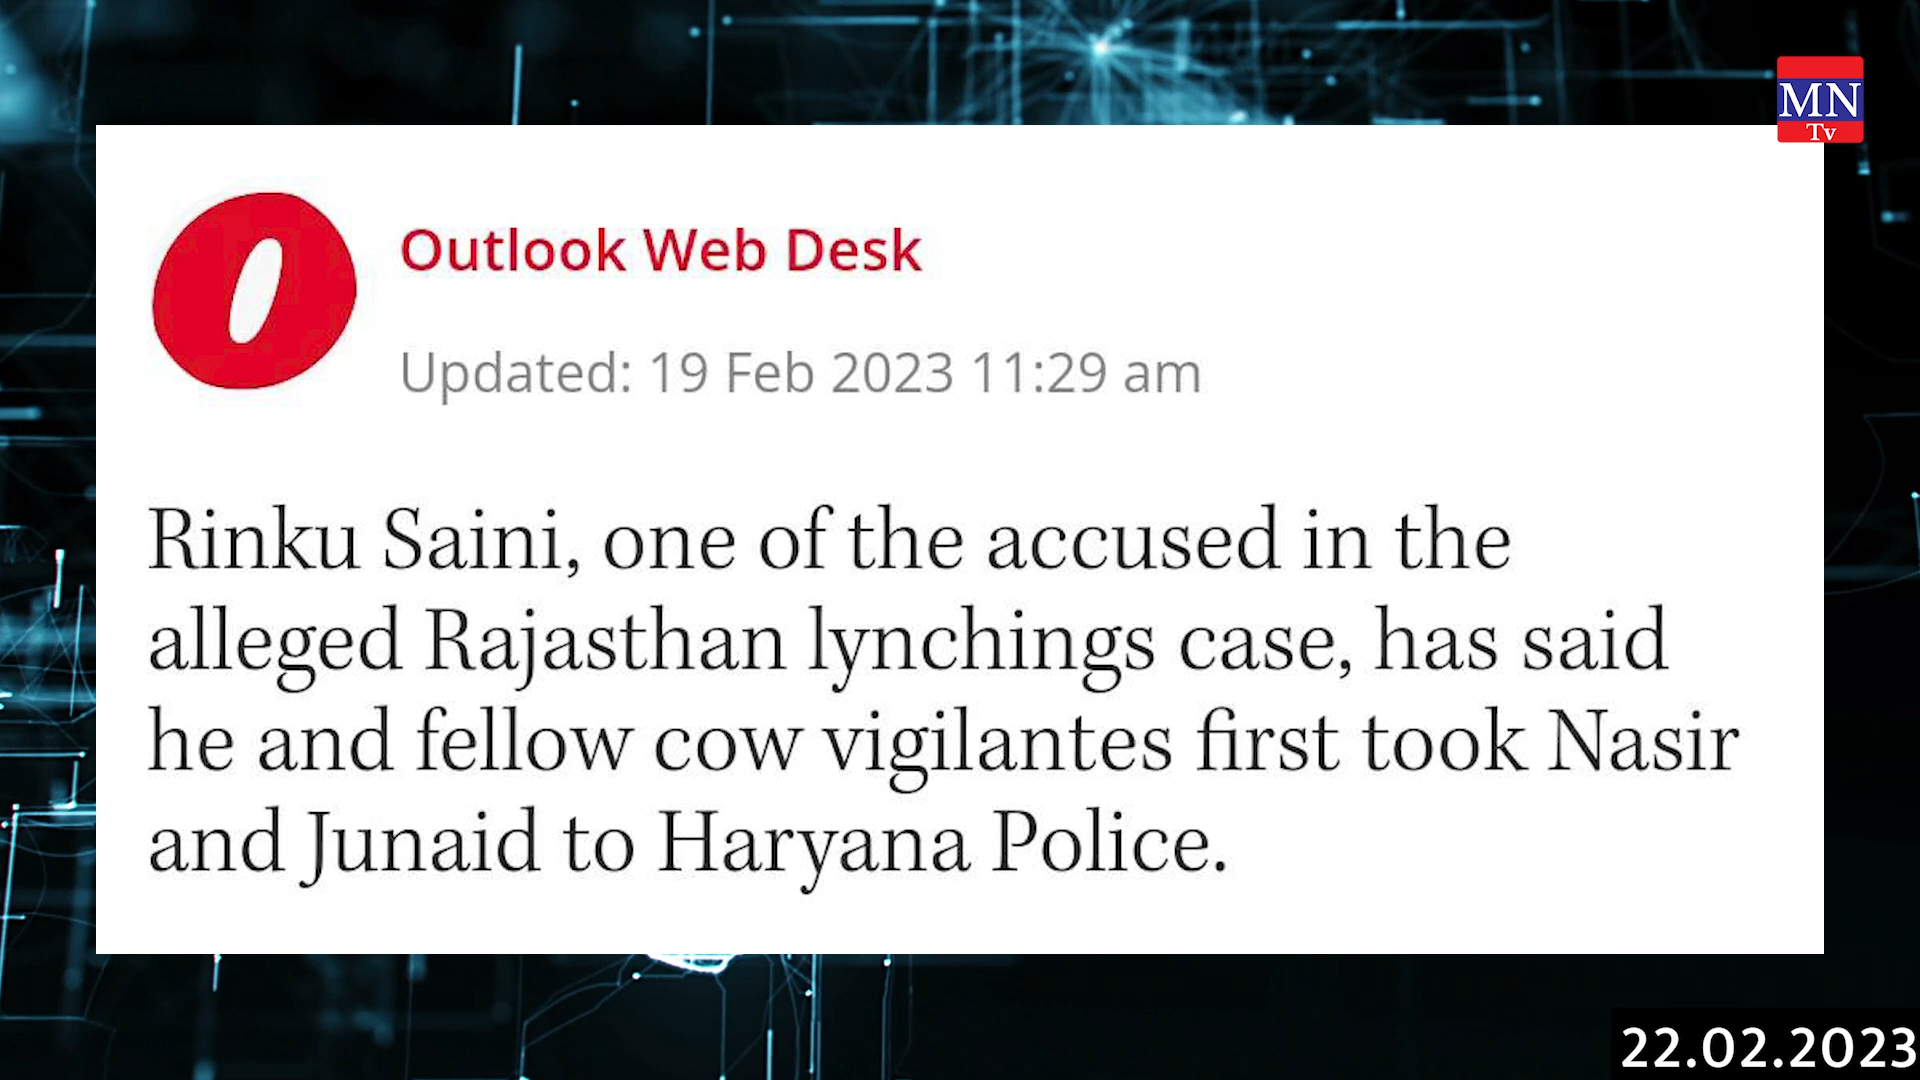 MN
Tv
Outlook Web Desk
Updated: 19 Feb 2023 11:29 am
Rinku Saini, one of the accused in the
alleged Rajasthan lynchings case, has said
he and fellow cow vigilantes first took Nasir
and Junaid to Haryana Police.
22.02.2023